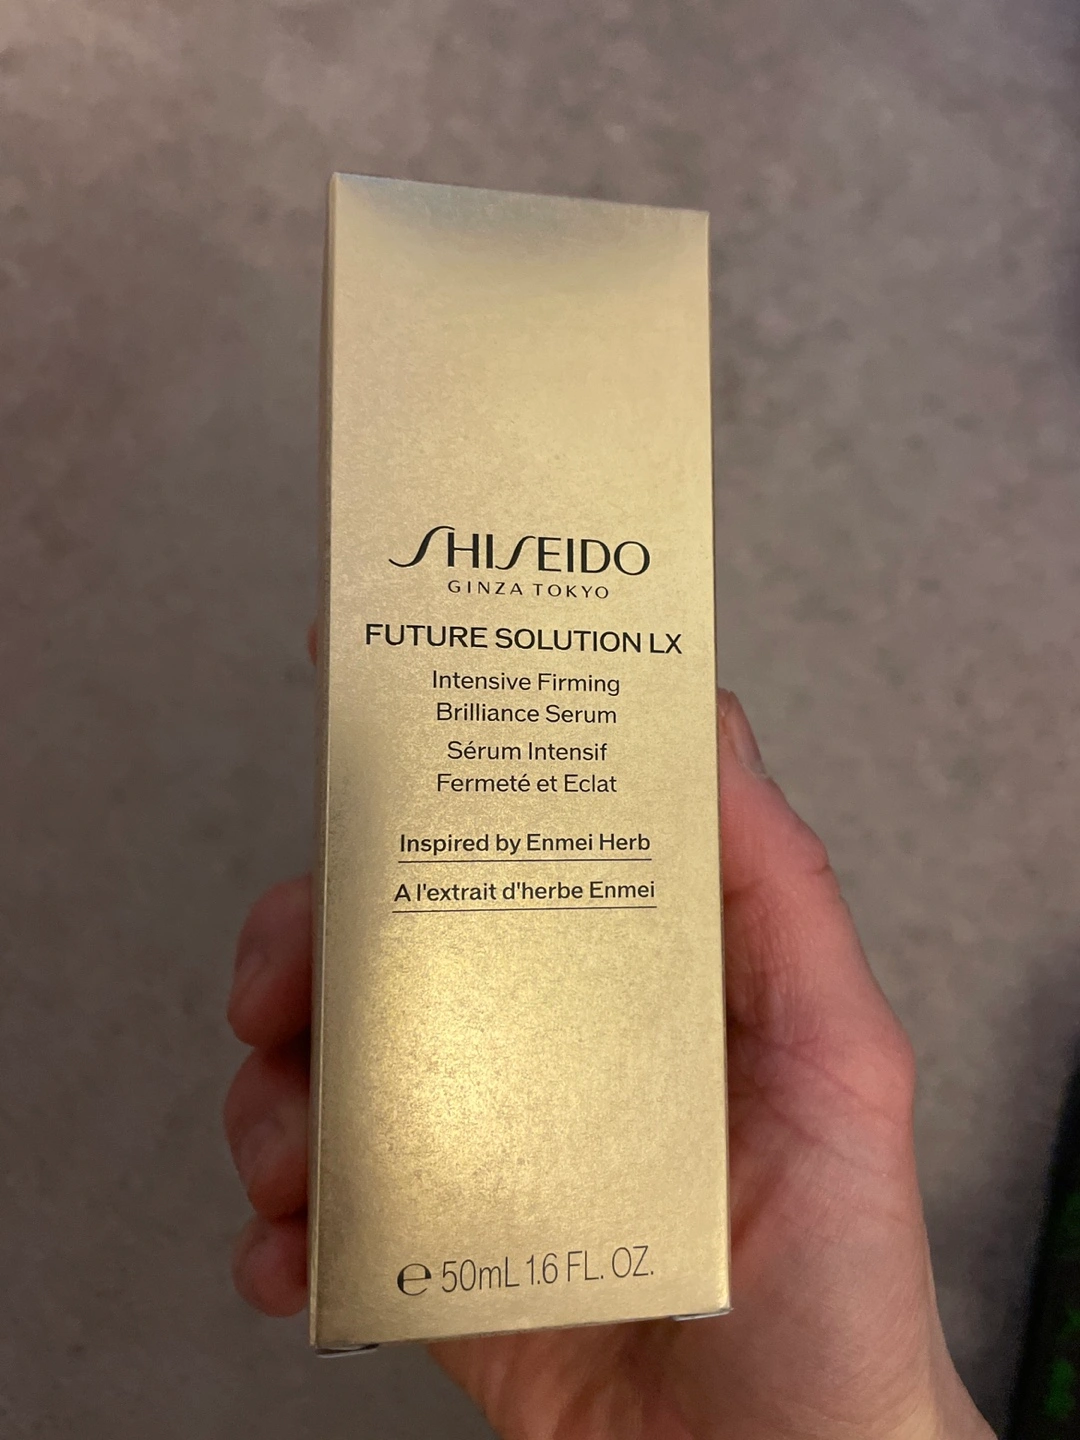 SHISEIDO
GINZA TOKYO
FUTURE SOLUTION LX
Intensive Firming
Brilliance Serum
Sérum Intensif
Fermeté et Eclat
Inspired by Enmei Herb
A l'extrait d'herbe Enmei
℮ 50mL 1.6 FL. OZ.